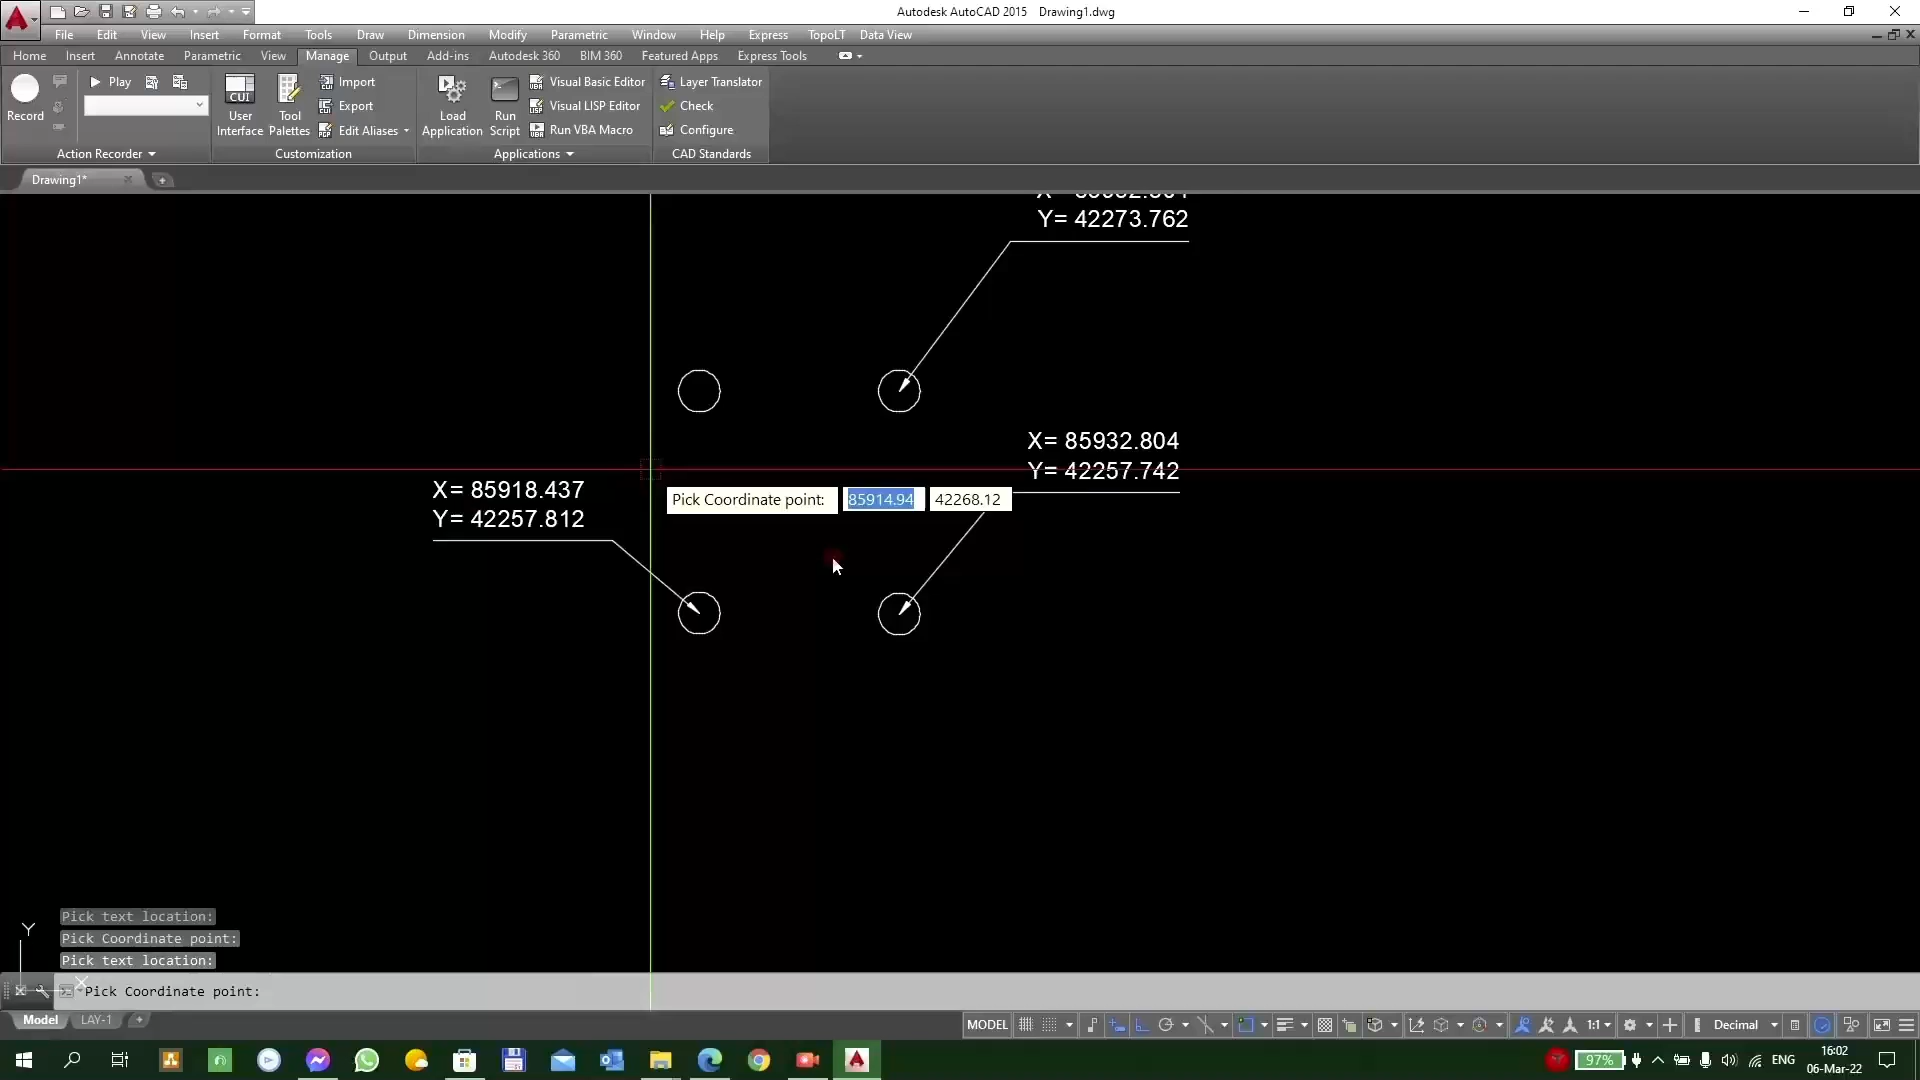 Autodesk AutoCAD 2015 Drawing1.dwg
File Edit View Insert Format Tools Draw Dimension Modify Parametric Window Help Express TopoLT Data View
Home Insert Annotate Parametric View Manage Output Add-ins Autodesk 360 BIM 360 Featured Apps Express Tools
Record
Play
CUI
User
Interface
Tool
Palettes
Import
Export
Edit Aliases
Load
Application
Run
Script
Visual Basic Editor
Visual LISP Editor
Run VBA Macro
Layer Translator
Check
Configure
Action Recorder Customization Applications CAD Standards
Drawing1*
Y= 42273.762
X= 85932.804
Y= 42257.742
X= 85918.437
Y= 42257.812
Pick Coordinate point: 85914.94 42268.12
Y
X
Pick text location:
Pick Coordinate point:
Pick text location:
Pick Coordinate point:
Model LAY-1
MODEL 1:1 Decimal
97% ENG
16:02
06-Mar-22